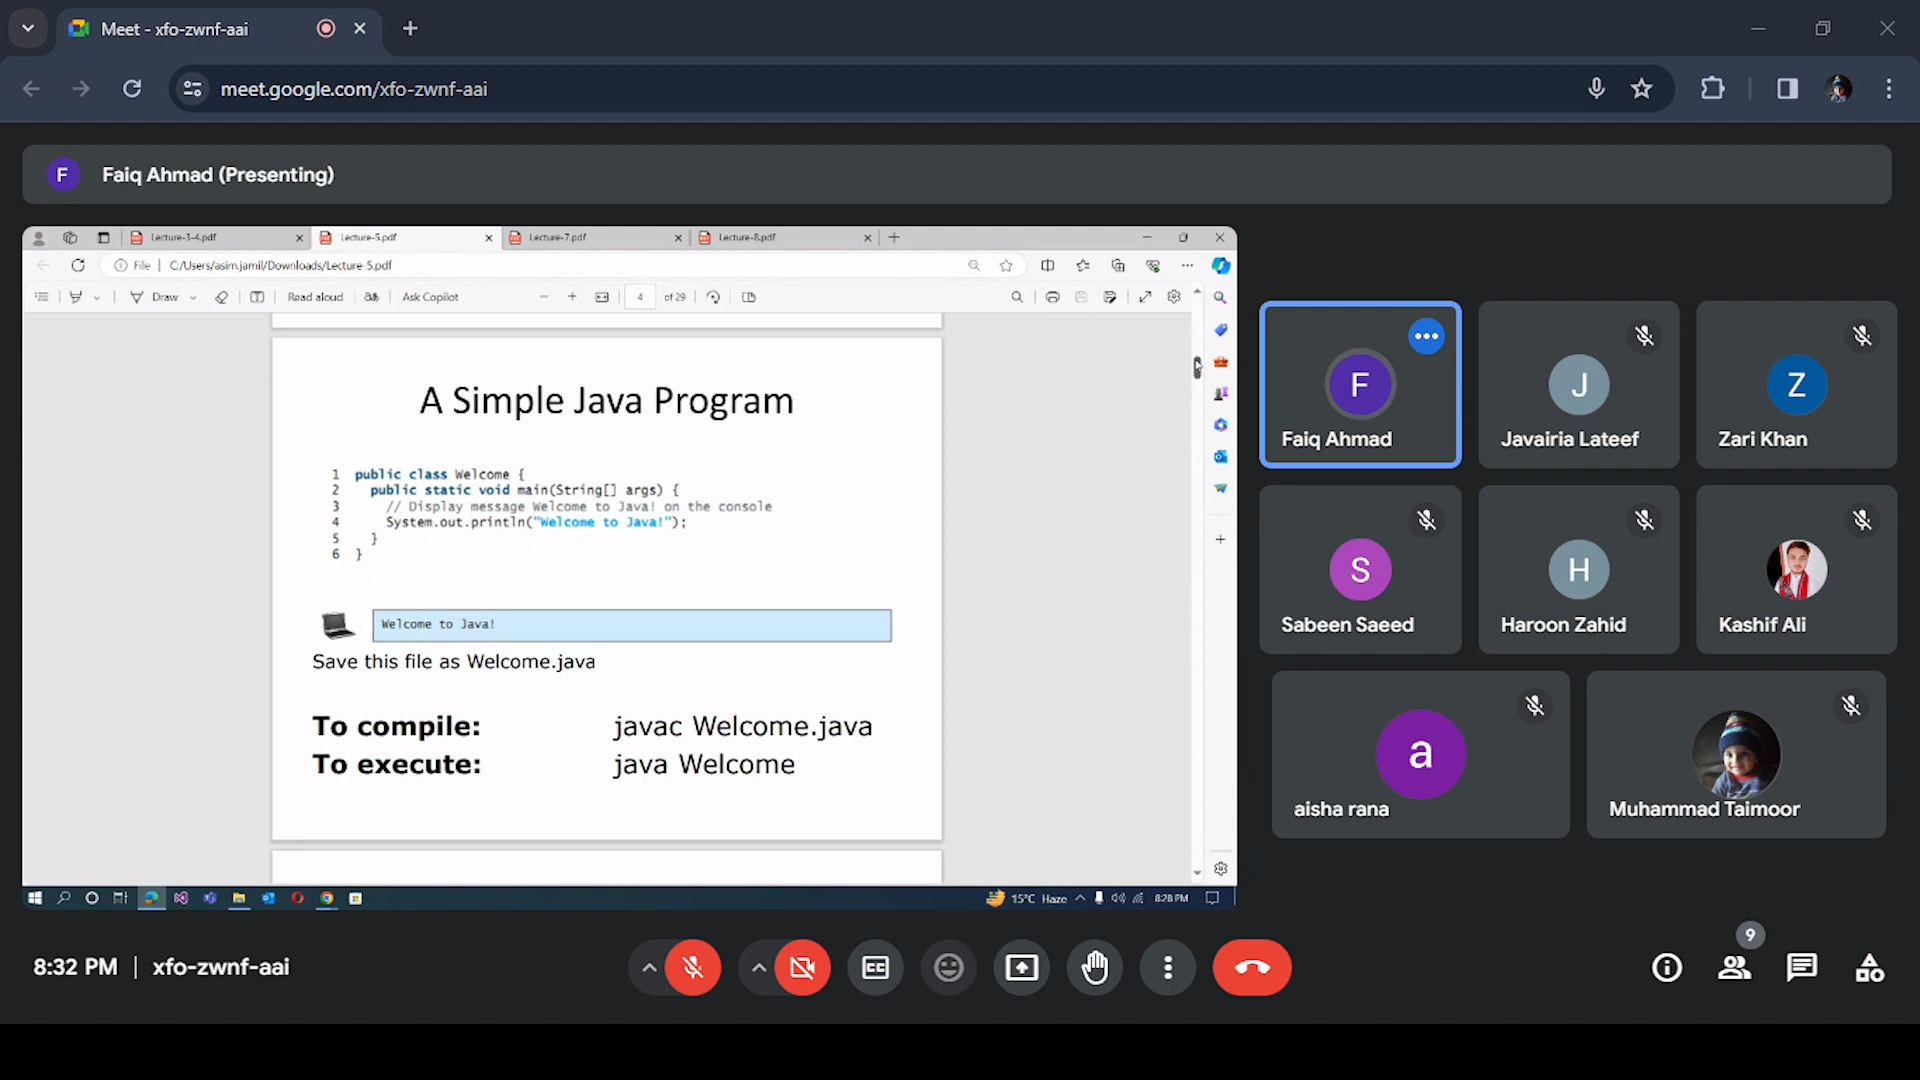 Meet - xfo-zwnf-aai
meet.google.com/xfo-zwnf-aai
F
Faiq Ahmad (Presenting)
Lecture-3-4.pdf
Lecture-5.pdf
Lecture-7.pdf
Lecture-8.pdf
File | C:/Users/asim.jamil/Downloads/Lecture-5.pdf
Draw
Read aloud
aあ
Ask Copilot
4 of 29
A Simple Java Program
1 public class Welcome {
2 public static void main(String[] args) {
3 // Display message Welcome to Java! on the console
4 System.out.println("Welcome to Java!");
5 }
6 }
Welcome to Java!
Save this file as Welcome.java
To compile: javac Welcome.java
To execute: java Welcome
15°C Haze
8:28 PM
F
Faiq Ahmad
J
Javairia Lateef
Z
Zari Khan
S
Sabeen Saeed
H
Haroon Zahid
Kashif Ali
a
aisha rana
Muhammad Taimoor
8:32 PM | xfo-zwnf-aai
CC
9